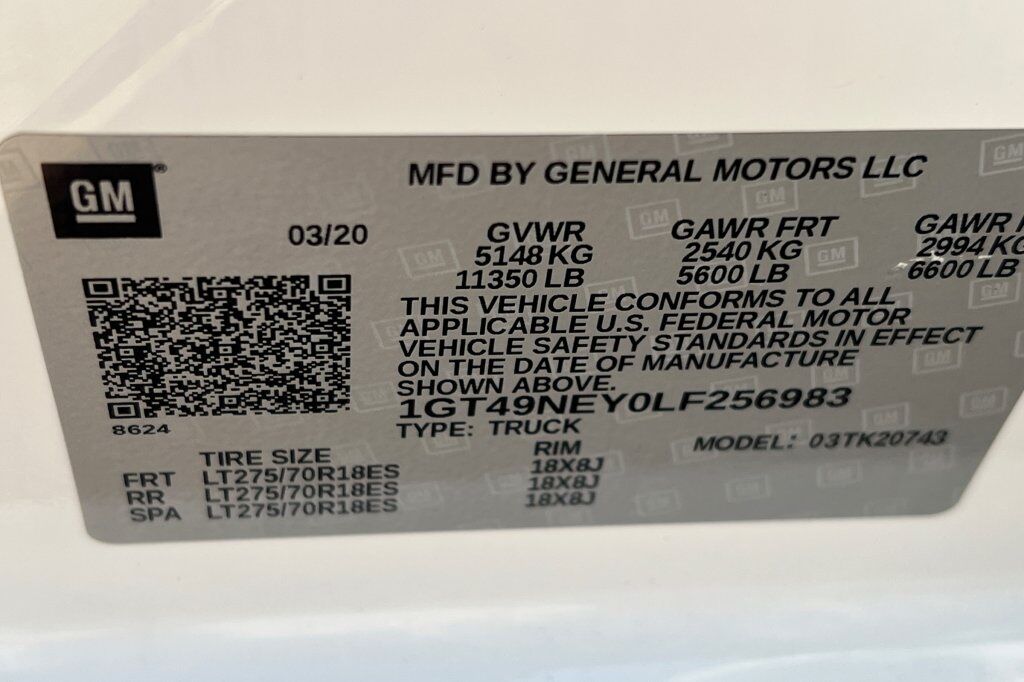 GM
MFD BY GENERAL MOTORS LLC
03/20
GVWR GAWR FRT GAWR
5148 KG 2540 KG 2994 KG
11350 LB 5600 LB 6600 LB
THIS VEHICLE CONFORMS TO ALL
APPLICABLE U.S. FEDERAL MOTOR
VEHICLE SAFETY STANDARDS IN EFFECT
ON THE DATE OF MANUFACTURE
SHOWN ABOVE.
1GT49NEY0LF256983
8624
TYPE: TRUCK MODEL: 03TK20743
TIRE SIZE RIM
FRT LT275/70R18ES 18X8J
RR LT275/70R18ES 18X8J
SPA LT275/70R18ES 18X8J